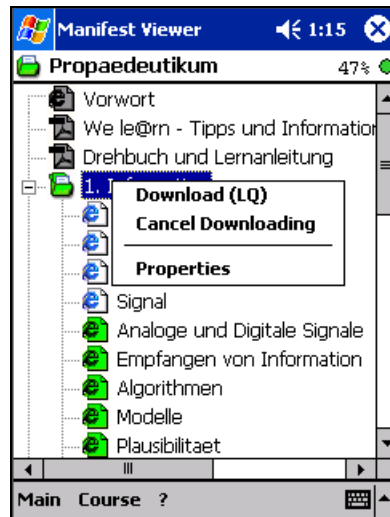 Manifest Viewer 1:15
Propaedeutikum 47%
Vorwort
We le@rn - Tipps und Information
Drehbuch und Lernanleitung
1. I
Download (LQ)
Cancel Downloading
Properties
Signal
Analoge und Digitale Signale
Empfangen von Information
Algorithmen
Modelle
Plausibilitaet
Main Course ?